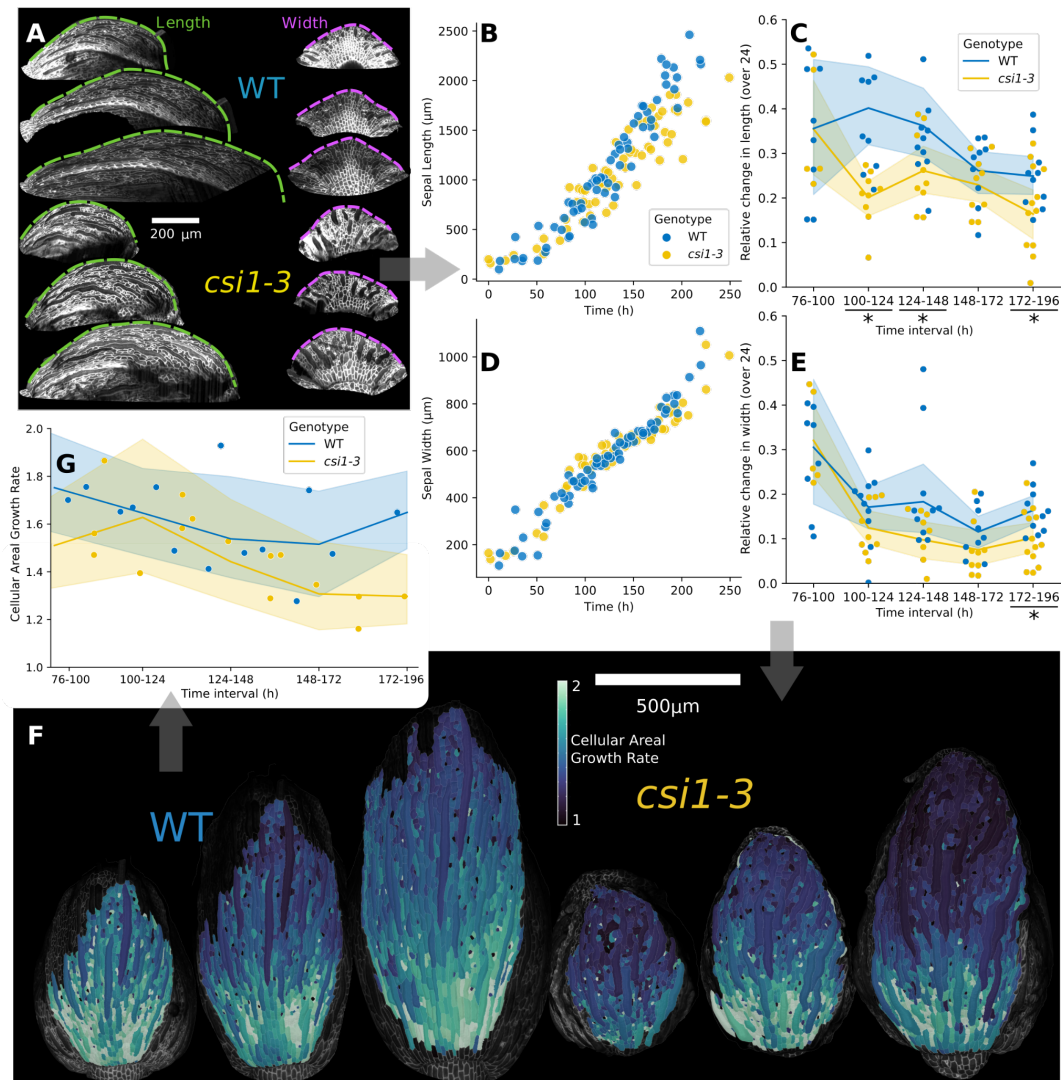 A
Length
Width
WT
200 μm
csi1-3
B
2500
2000
1500
1000
500
0
Sepal Length (μm)
Genotype
WT
csi1-3
0 50 100 150 200 250
Time (h)
C
0.6
0.5
0.4
0.3
0.2
0.1
0.0
Relative change in length (over 24)
Genotype
WT
csi1-3
76-100 100-124 124-148 148-172 172-196
* * *
Time interval (h)
D
1000
800
600
400
200
Sepal Width (μm)
0 50 100 150 200 250
Time (h)
E
0.6
0.5
0.4
0.3
0.2
0.1
0.0
Relative change in width (over 24)
76-100 100-124 124-148 148-172 172-196
Time interval (h)
*
G
2.0
1.8
1.6
1.4
1.2
1.0
Cellular Areal Growth Rate
Genotype
WT
csi1-3
76-100 100-124 124-148 148-172 172-196
Time interval (h)
F
WT
2
Cellular Areal
Growth Rate
1
500μm
csi1-3